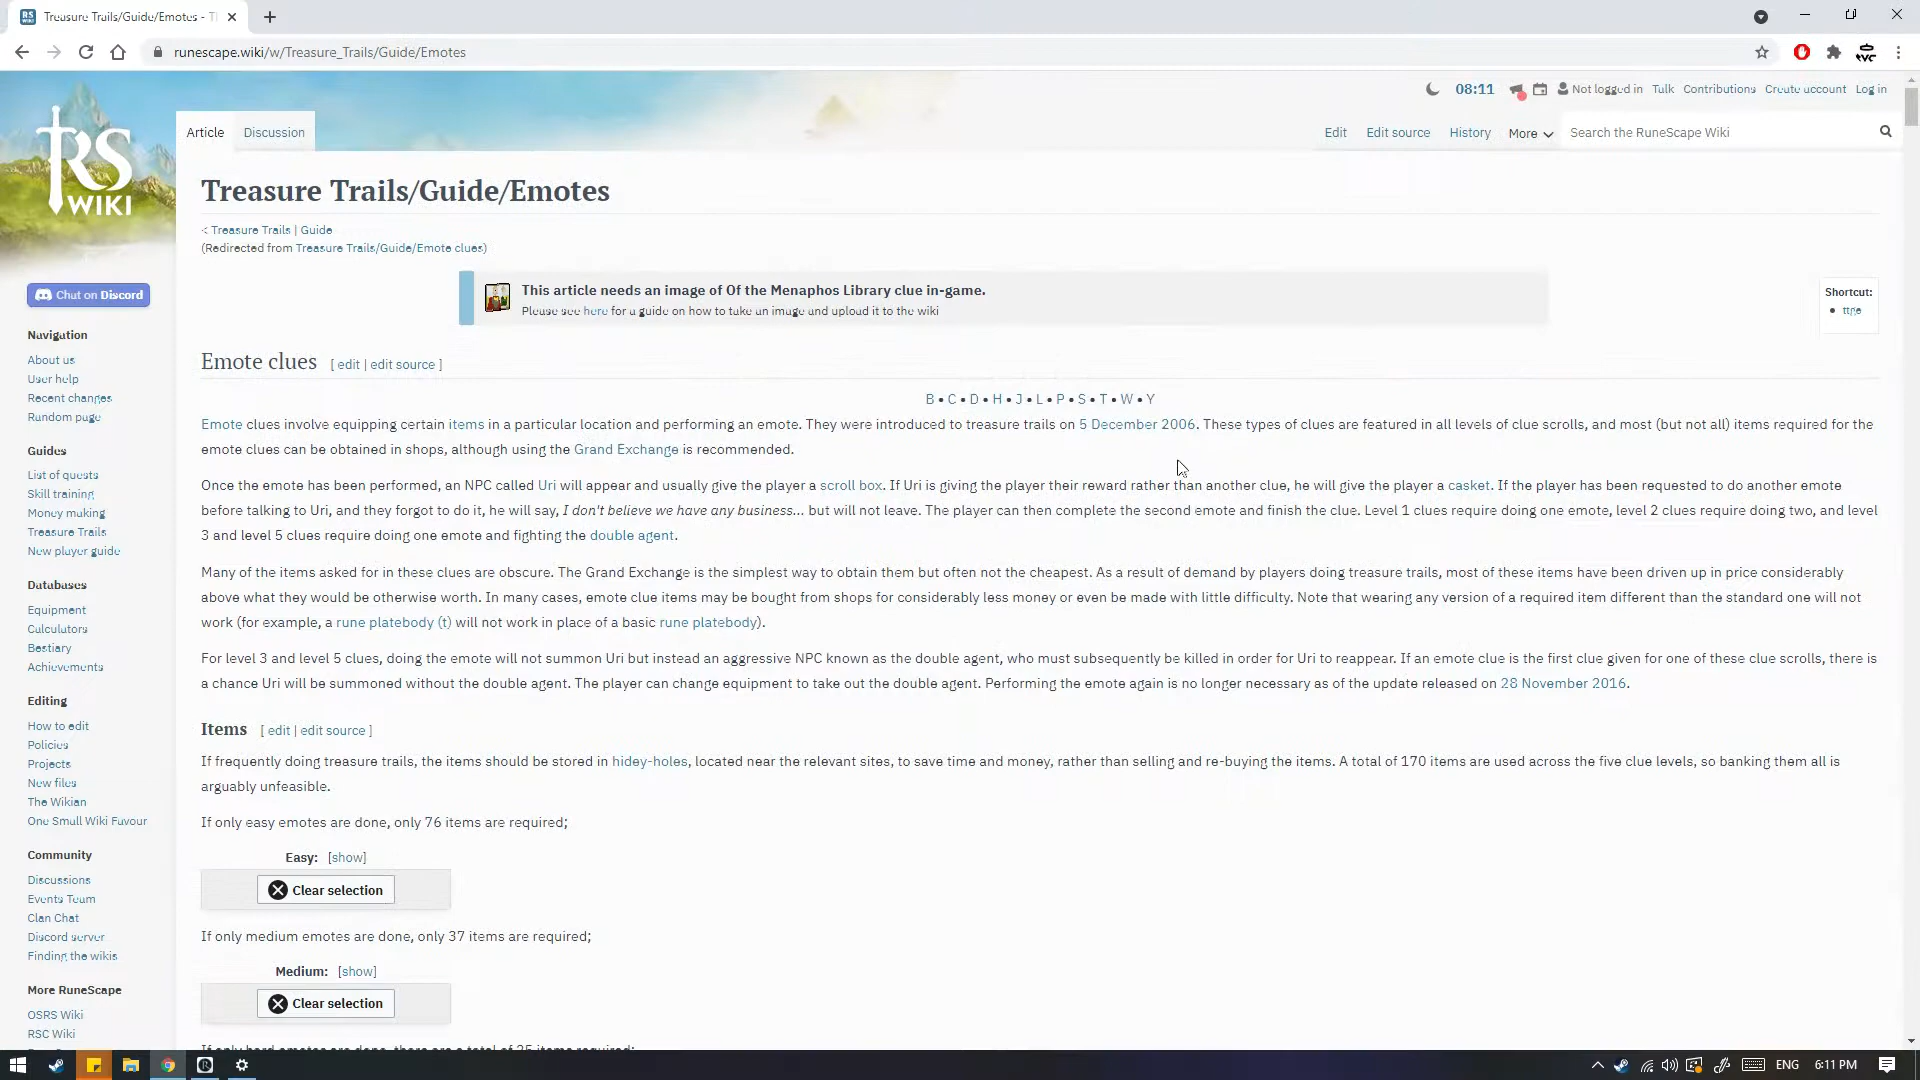 Treasure Trails/Guide/Emotes - T
runescape.wiki/w/Treasure_Trails/Guide/Emotes
08:11 Not logged in Talk Contributions Create account Log in
Article Discussion Edit Edit source History More Search the RuneScape Wiki
RS WIKI
Treasure Trails/Guide/Emotes
< Treasure Trails | Guide
(Redirected from Treasure Trails/Guide/Emote clues)
This article needs an image of Of the Menaphos Library clue in-game.
Please see here for a guide on how to take an image and upload it to the wiki
Shortcut:
• ttge
Emote clues [ edit | edit source ]
B • C • D • H • J • L • P • S • T • W • Y
Emote clues involve equipping certain items in a particular location and performing an emote. They were introduced to treasure trails on 5 December 2006. These types of clues are featured in all levels of clue scrolls, and most (but not all) items required for the
emote clues can be obtained in shops, although using the Grand Exchange is recommended.
Once the emote has been performed, an NPC called Uri will appear and usually give the player a scroll box. If Uri is giving the player their reward rather than another clue, he will give the player a casket. If the player has been requested to do another emote
before talking to Uri, and they forgot to do it, he will say, I don't believe we have any business... but will not leave. The player can then complete the second emote and finish the clue. Level 1 clues require doing one emote, level 2 clues require doing two, and level
3 and level 5 clues require doing one emote and fighting the double agent.
Many of the items asked for in these clues are obscure. The Grand Exchange is the simplest way to obtain them but often not the cheapest. As a result of demand by players doing treasure trails, most of these items have been driven up in price considerably
above what they would be otherwise worth. In many cases, emote clue items may be bought from shops for considerably less money or even be made with little difficulty. Note that wearing any version of a required item different than the standard one will not
work (for example, a rune platebody (t) will not work in place of a basic rune platebody).
For level 3 and level 5 clues, doing the emote will not summon Uri but instead an aggressive NPC known as the double agent, who must subsequently be killed in order for Uri to reappear. If an emote clue is the first clue given for one of these clue scrolls, there is
a chance Uri will be summoned without the double agent. The player can change equipment to take out the double agent. Performing the emote again is no longer necessary as of the update released on 28 November 2016.
Items [ edit | edit source ]
If frequently doing treasure trails, the items should be stored in hidey-holes, located near the relevant sites, to save time and money, rather than selling and re-buying the items. A total of 170 items are used across the five clue levels, so banking them all is
arguably unfeasible.
If only easy emotes are done, only 76 items are required;
Easy: [show]
Clear selection
If only medium emotes are done, only 37 items are required;
Medium: [show]
Clear selection
If only hard emotes are done, there are a total of 35 items required;
Chat on Discord
Navigation
About us
User help
Recent changes
Random page
Guides
List of quests
Skill training
Money making
Treasure Trails
New player guide
Databases
Equipment
Calculators
Bestiary
Achievements
Editing
How to edit
Policies
Projects
New files
The Wikian
One Small Wiki Favour
Community
Discussions
Events Team
Clan Chat
Discord server
Finding the wikis
More RuneScape
OSRS Wiki
RSC Wiki
ENG 6:11 PM